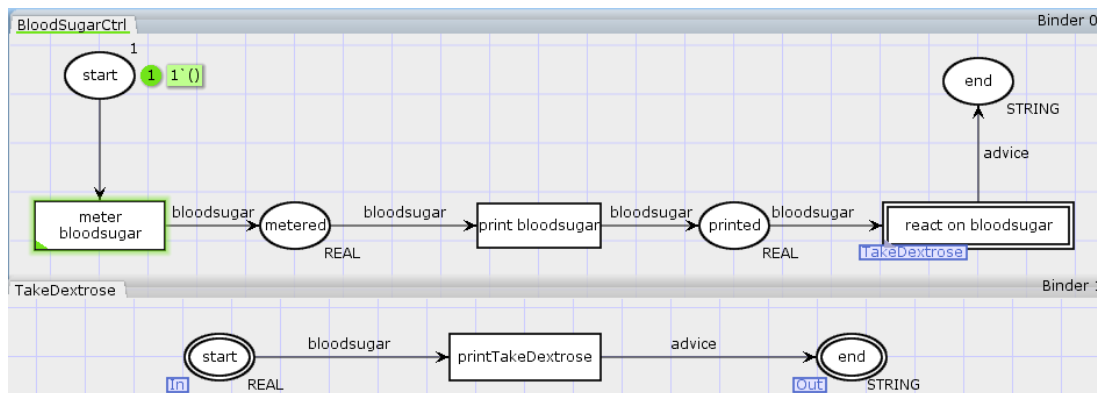 BloodSugarCtrl
Binder 0
1
start
1
1`()
end
STRING
advice
meter
bloodsugar
bloodsugar
metered
REAL
bloodsugar
print bloodsugar
bloodsugar
printed
REAL
bloodsugar
react on bloodsugar
TakeDextrose
TakeDextrose
Binder 1
start
In
REAL
bloodsugar
printTakeDextrose
advice
end
Out
STRING